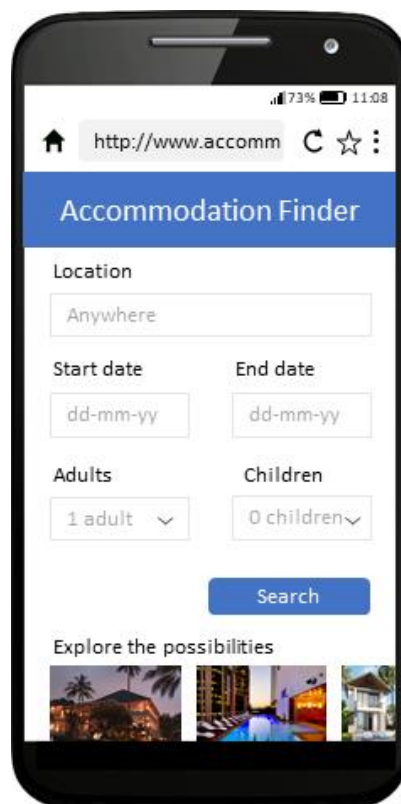 73% 11:08
http://www.accomm
Accommodation Finder
Location
Anywhere
Start date End date
dd-mm-yy dd-mm-yy
Adults Children
1 adult 0 children
Search
Explore the possibilities